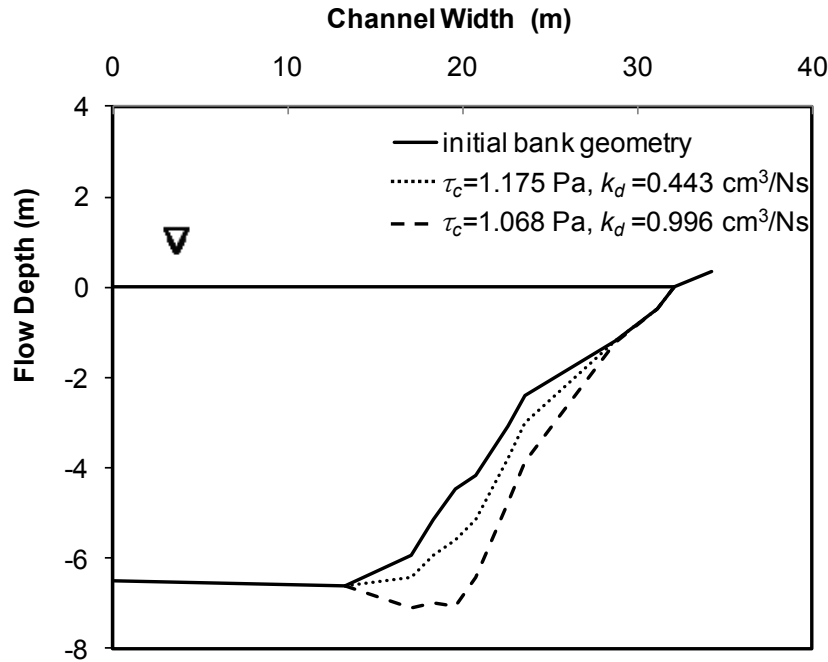 Channel Width (m)
0 10 20 30 40
4
2
0
-2
-4
-6
-8
Flow Depth (m)
initial bank geometry
τc=1.175 Pa, kd=0.443 cm³/Ns
τc=1.068 Pa, kd=0.996 cm³/Ns